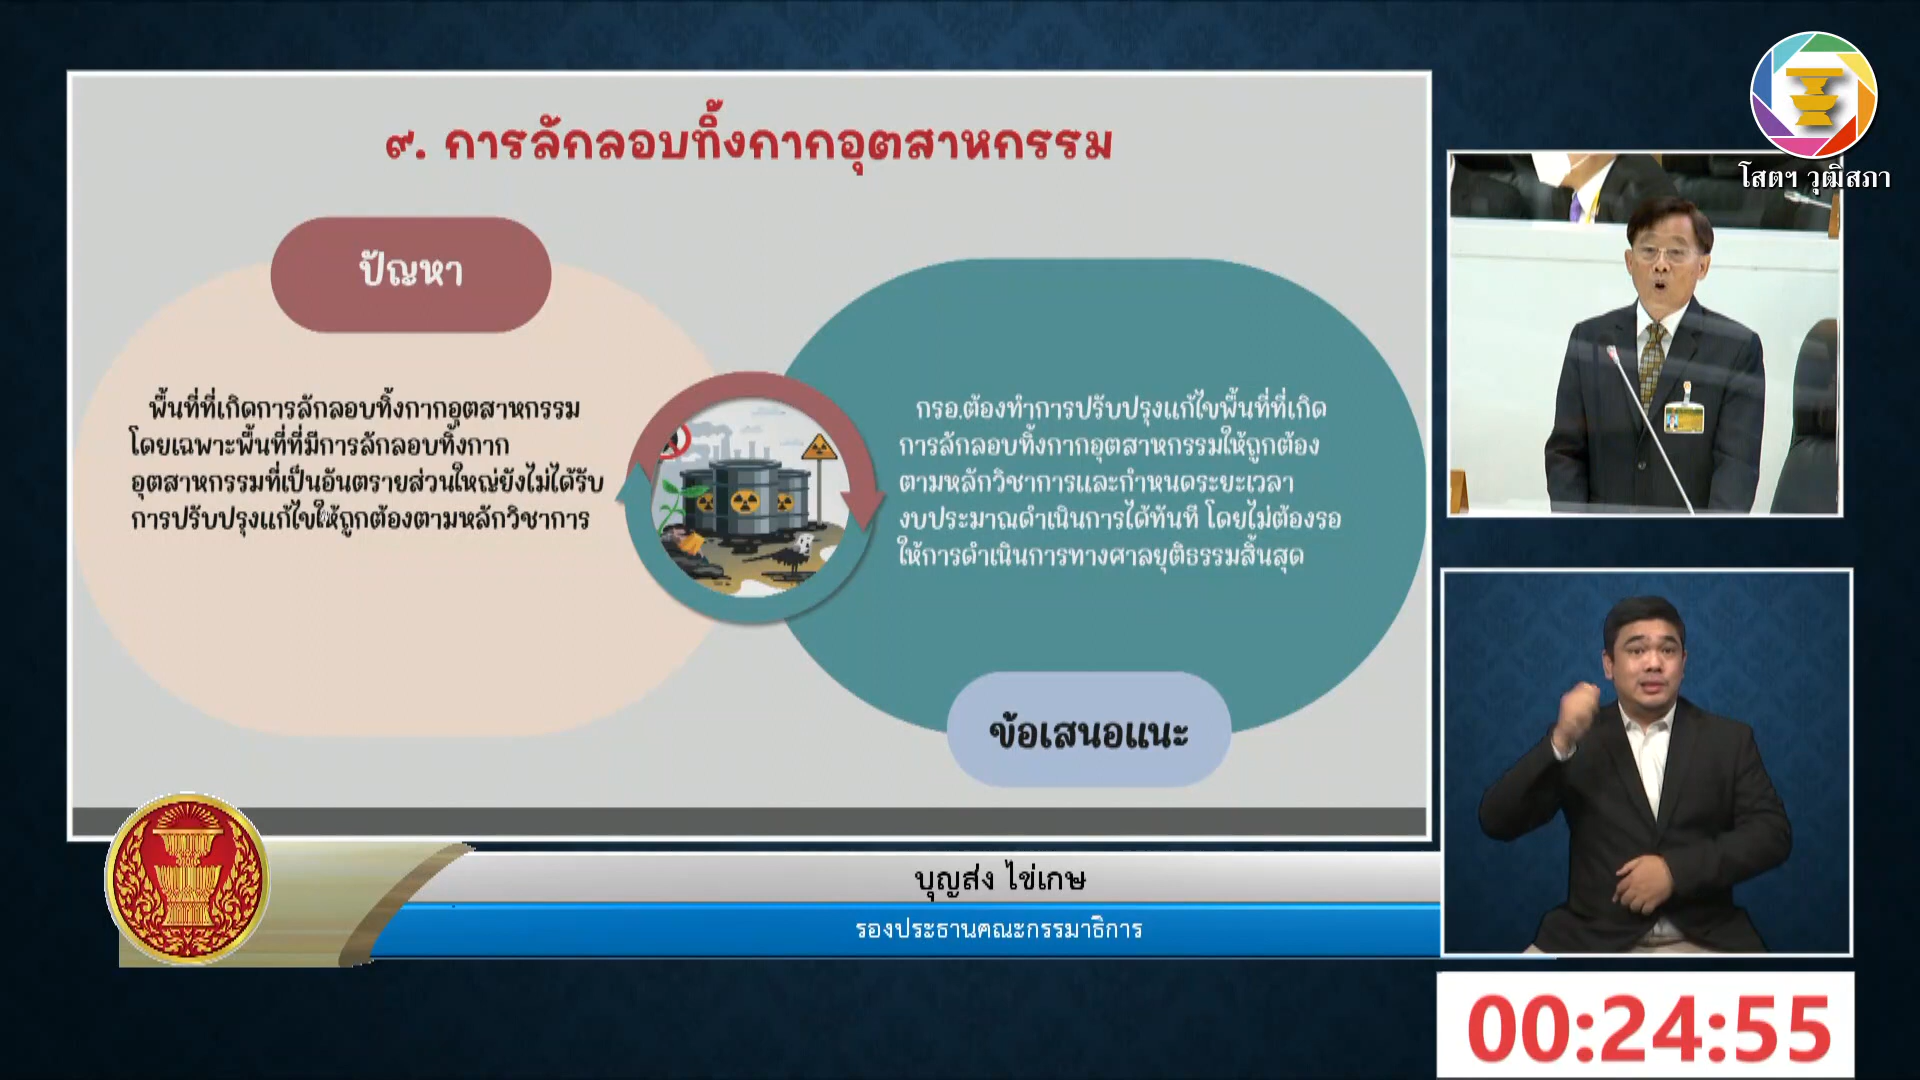 ๙. การลักลอบทิ้งกากอุตสาหกรรม
ปัญหา
พื้นที่ที่เกิดการลักลอบทิ้งกากอุตสาหกรรม
โดยเฉพาะพื้นที่ที่มีการลักลอบทิ้งกาก
อุตสาหกรรมที่เป็นอันตรายส่วนใหญ่ยังไม่ได้รับ
การปรับปรุงแก้ไขให้ถูกต้องตามหลักวิชาการ
กรอ.ต้องทำการปรับปรุงแก้ไขพื้นที่ที่เกิด
การลักลอบทิ้งกากอุตสาหกรรมให้ถูกต้อง
ตามหลักวิชาการและกำหนดระยะเวลา
งบประมาณดำเนินการได้ทันที โดยไม่ต้องรอ
ให้การดำเนินการทางศาลยุติธรรมสิ้นสุด
ข้อเสนอแนะ
โสตฯ วุฒิสภา
บุญส่ง ไข่เกษ
รองประธานคณะกรรมาธิการ
00:24:55